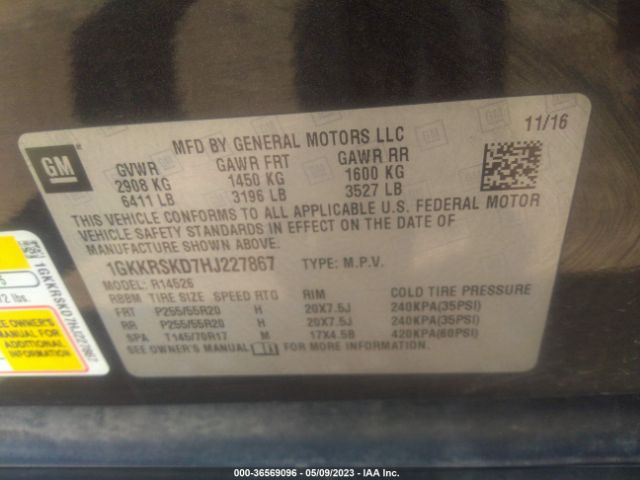 MFD BY GENERAL MOTORS LLC 11/16
GM
GVWR GAWR FRT GAWR RR
2908 KG 1450 KG 1600 KG
6411 LB 3196 LB 3527 LB
THIS VEHICLE CONFORMS TO ALL APPLICABLE U.S. FEDERAL MOTOR
VEHICLE SAFETY STANDARDS IN EFFECT ON THE DATE OF
MANUFACTURE SHOWN ABOVE.
1GKKRSKD7HJ227867 TYPE: M.P.V.
MODEL: R14526
RBBM TIRE SIZE SPEED RTG RIM COLD TIRE PRESSURE
FRT P255/55R20 H 20X7.5J 240KPA(35PSI)
RR P255/55R20 H 20X7.5J 240KPA(35PSI)
SPA T145/70R17 M 17X4.5B 420KPA(60PSI)
SEE OWNER'S MANUAL FOR MORE INFORMATION.
1GKKRSKD7HJ227867
lbs.
SEE OWNER'S
MANUAL FOR
ADDITIONAL
INFORMATION
000-36569096 - 05/09/2023 - IAA Inc.